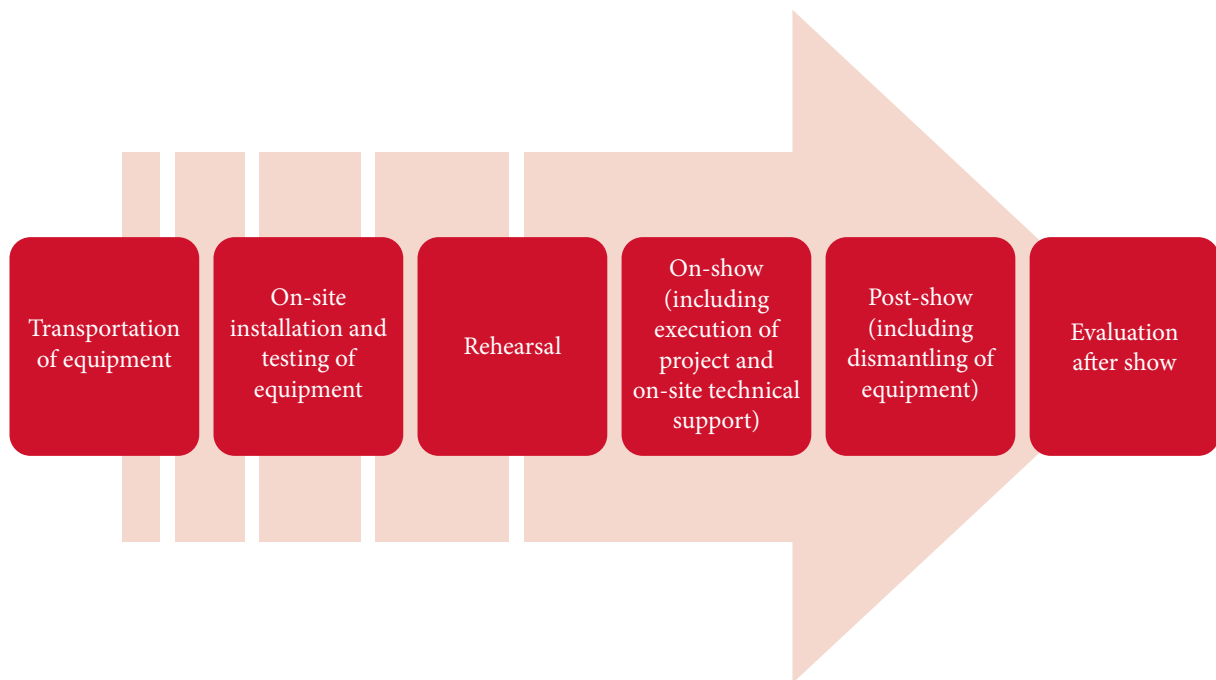 Transportation
of equipment
On-site
installation and
testing of
equipment
Rehearsal
On-show
(including
execution of
project and
on-site technical
support)
Post-show
(including
dismantling of
equipment)
Evaluation
after show